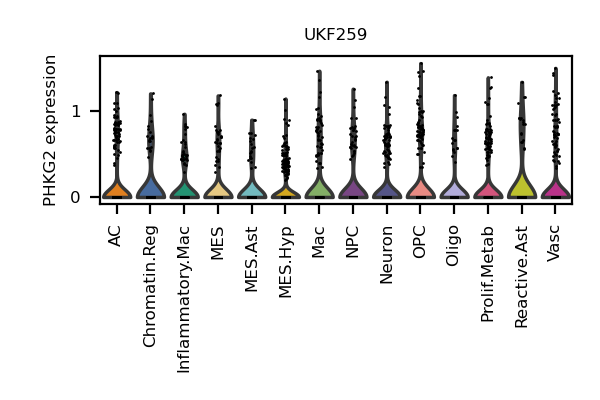 UKF259
PHKG2 expression
1
0
AC
Chromatin.Reg
Inflammatory.Mac
MES
MES.Ast
MES.Hyp
Mac
NPC
Neuron
OPC
Oligo
Prolif.Metab
Reactive.Ast
Vasc